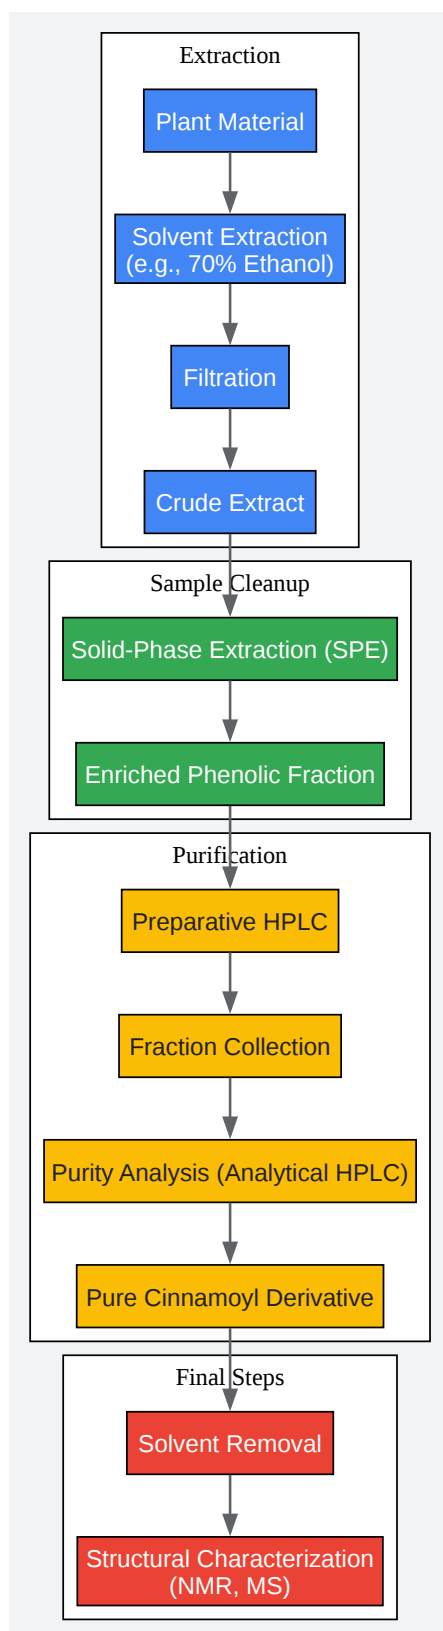 Extraction
Plant Material
Solvent Extraction
(e.g., 70% Ethanol)
Filtration
Crude Extract
Sample Cleanup
Solid-Phase Extraction (SPE)
Enriched Phenolic Fraction
Purification
Preparative HPLC
Fraction Collection
Purity Analysis (Analytical HPLC)
Pure Cinnamoyl Derivative
Final Steps
Solvent Removal
Structural Characterization
(NMR, MS)